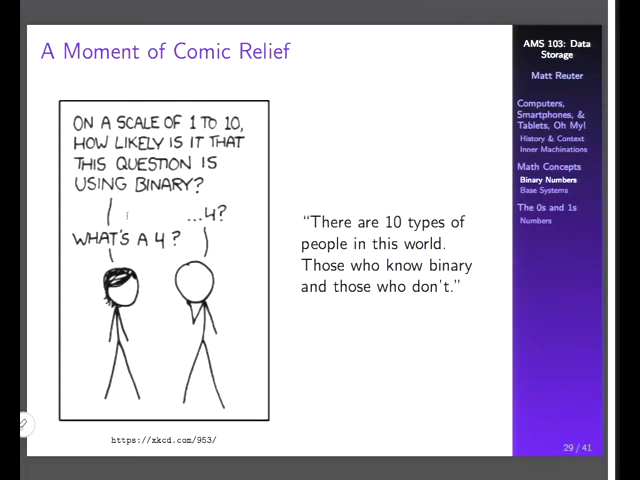 A Moment of Comic Relief
ON A SCALE OF 1 TO 10,
HOW LIKELY IS IT THAT
THIS QUESTION IS
USING BINARY?
...4?
WHAT'S A 4?
https://xkcd.com/953/
“There are 10 types of
people in this world.
Those who know binary
and those who don't.”
AMS 103: Data
Storage
Matt Reuter
Computers,
Smartphones, &
Tablets, Oh My!
History & Context
Inner Machinations
Math Concepts
Binary Numbers
Base Systems
The 0s and 1s
Numbers
29 / 41